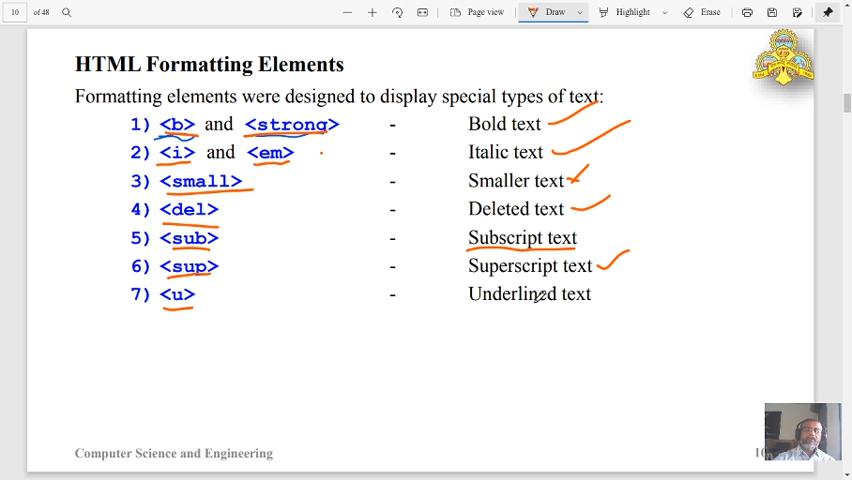 10 of 48 Page view Draw Highlight Erase
HTML Formatting Elements
Formatting elements were designed to display special types of text:
1) <b> and <strong> - Bold text
2) <i> and <em> - Italic text
3) <small> - Smaller text
4) <del> - Deleted text
5) <sub> - Subscript text
6) <sup> - Superscript text
7) <u> - Underlined text
Computer Science and Engineering 10